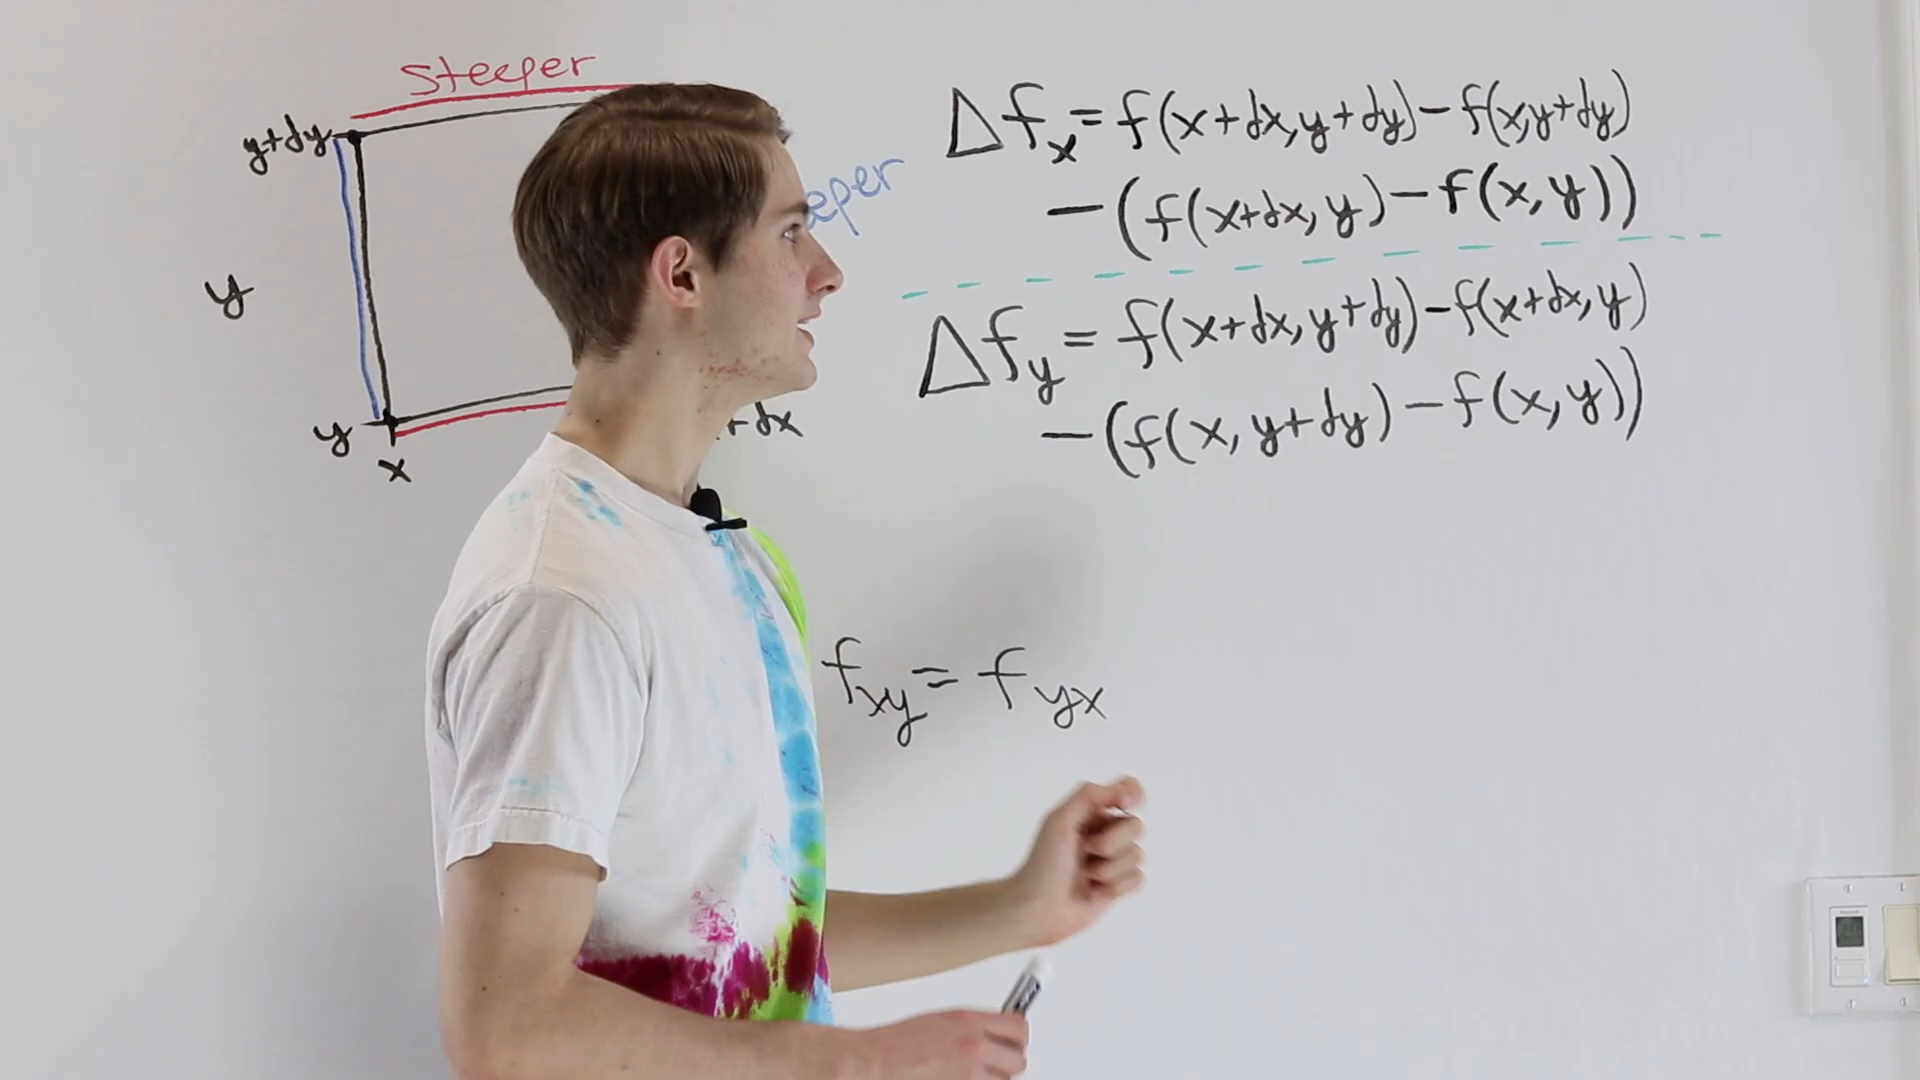 Steeper
y+dy
y
y
x
Δf_x = f(x+dx, y+dy) - f(x, y+dy)
- (f(x+dx, y) - f(x, y))
Δf_y = f(x+dx, y+dy) - f(x+dx, y)
- (f(x, y+dy) - f(x, y))
f_xy = f_yx